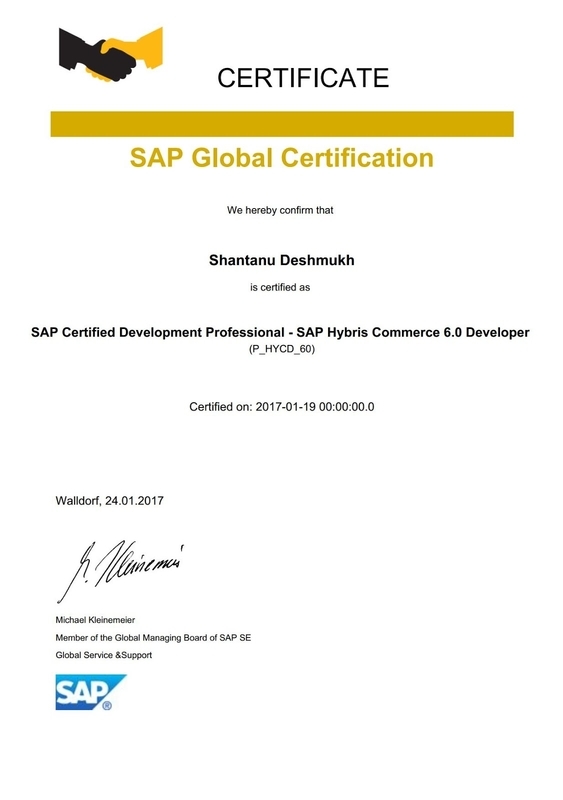 CERTIFICATE
SAP Global Certification
We hereby confirm that
Shantanu Deshmukh
is certified as
SAP Certified Development Professional - SAP Hybris Commerce 6.0 Developer
(P_HYCD_60)
Certified on: 2017-01-19 00:00:00.0
Walldorf, 24.01.2017
Michael Kleinemeier
Member of the Global Managing Board of SAP SE
Global Service &Support
SAP®